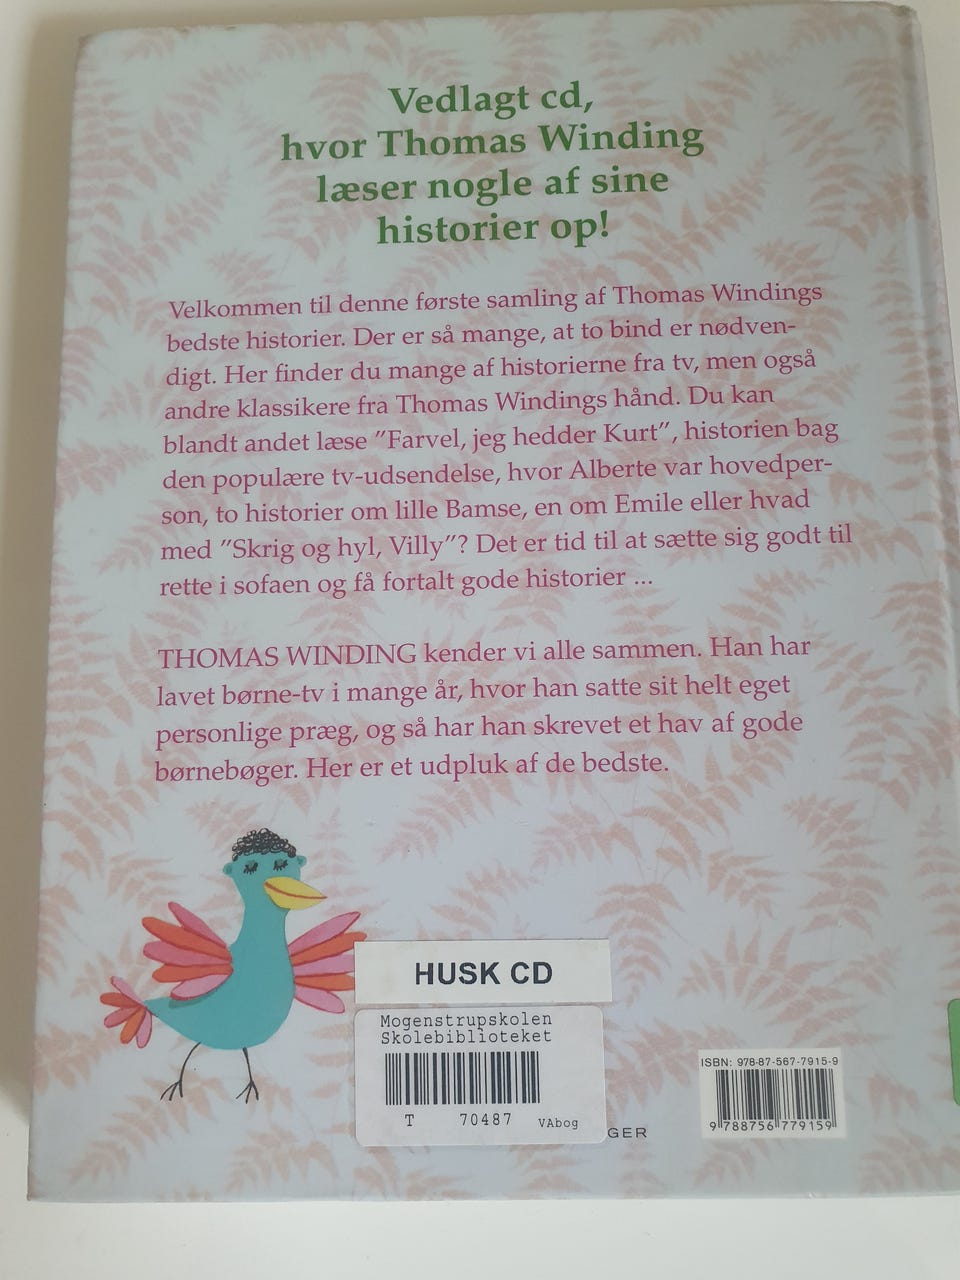 Vedlagt cd,
hvor Thomas Winding
læser nogle af sine
historier op!
Velkommen til denne første samling af Thomas Windings
bedste historier. Der er så mange, at to bind er nødven-
digt. Her finder du mange af historierne fra tv, men også
andre klassikere fra Thomas Windings hånd. Du kan
blandt andet læse ”Farvel, jeg hedder Kurt”, historien bag
den populære tv-udsendelse, hvor Alberte var hovedper-
son, to historier om lille Bamse, en om Emile eller hvad
med ”Skrig og hyl, Villy”? Det er tid til at sætte sig godt til
rette i sofaen og få fortalt gode historier ...
THOMAS WINDING kender vi alle sammen. Han har
lavet børne-tv i mange år, hvor han satte sit helt eget
personlige præg, og så har han skrevet et hav af gode
børnebøger. Her er et udpluk af de bedste.
HUSK CD
Mogenstrupskolen
Skolebiblioteket
T 70487 VAbog
GER
ISBN: 978-87-567-7915-9
9 788756 779159